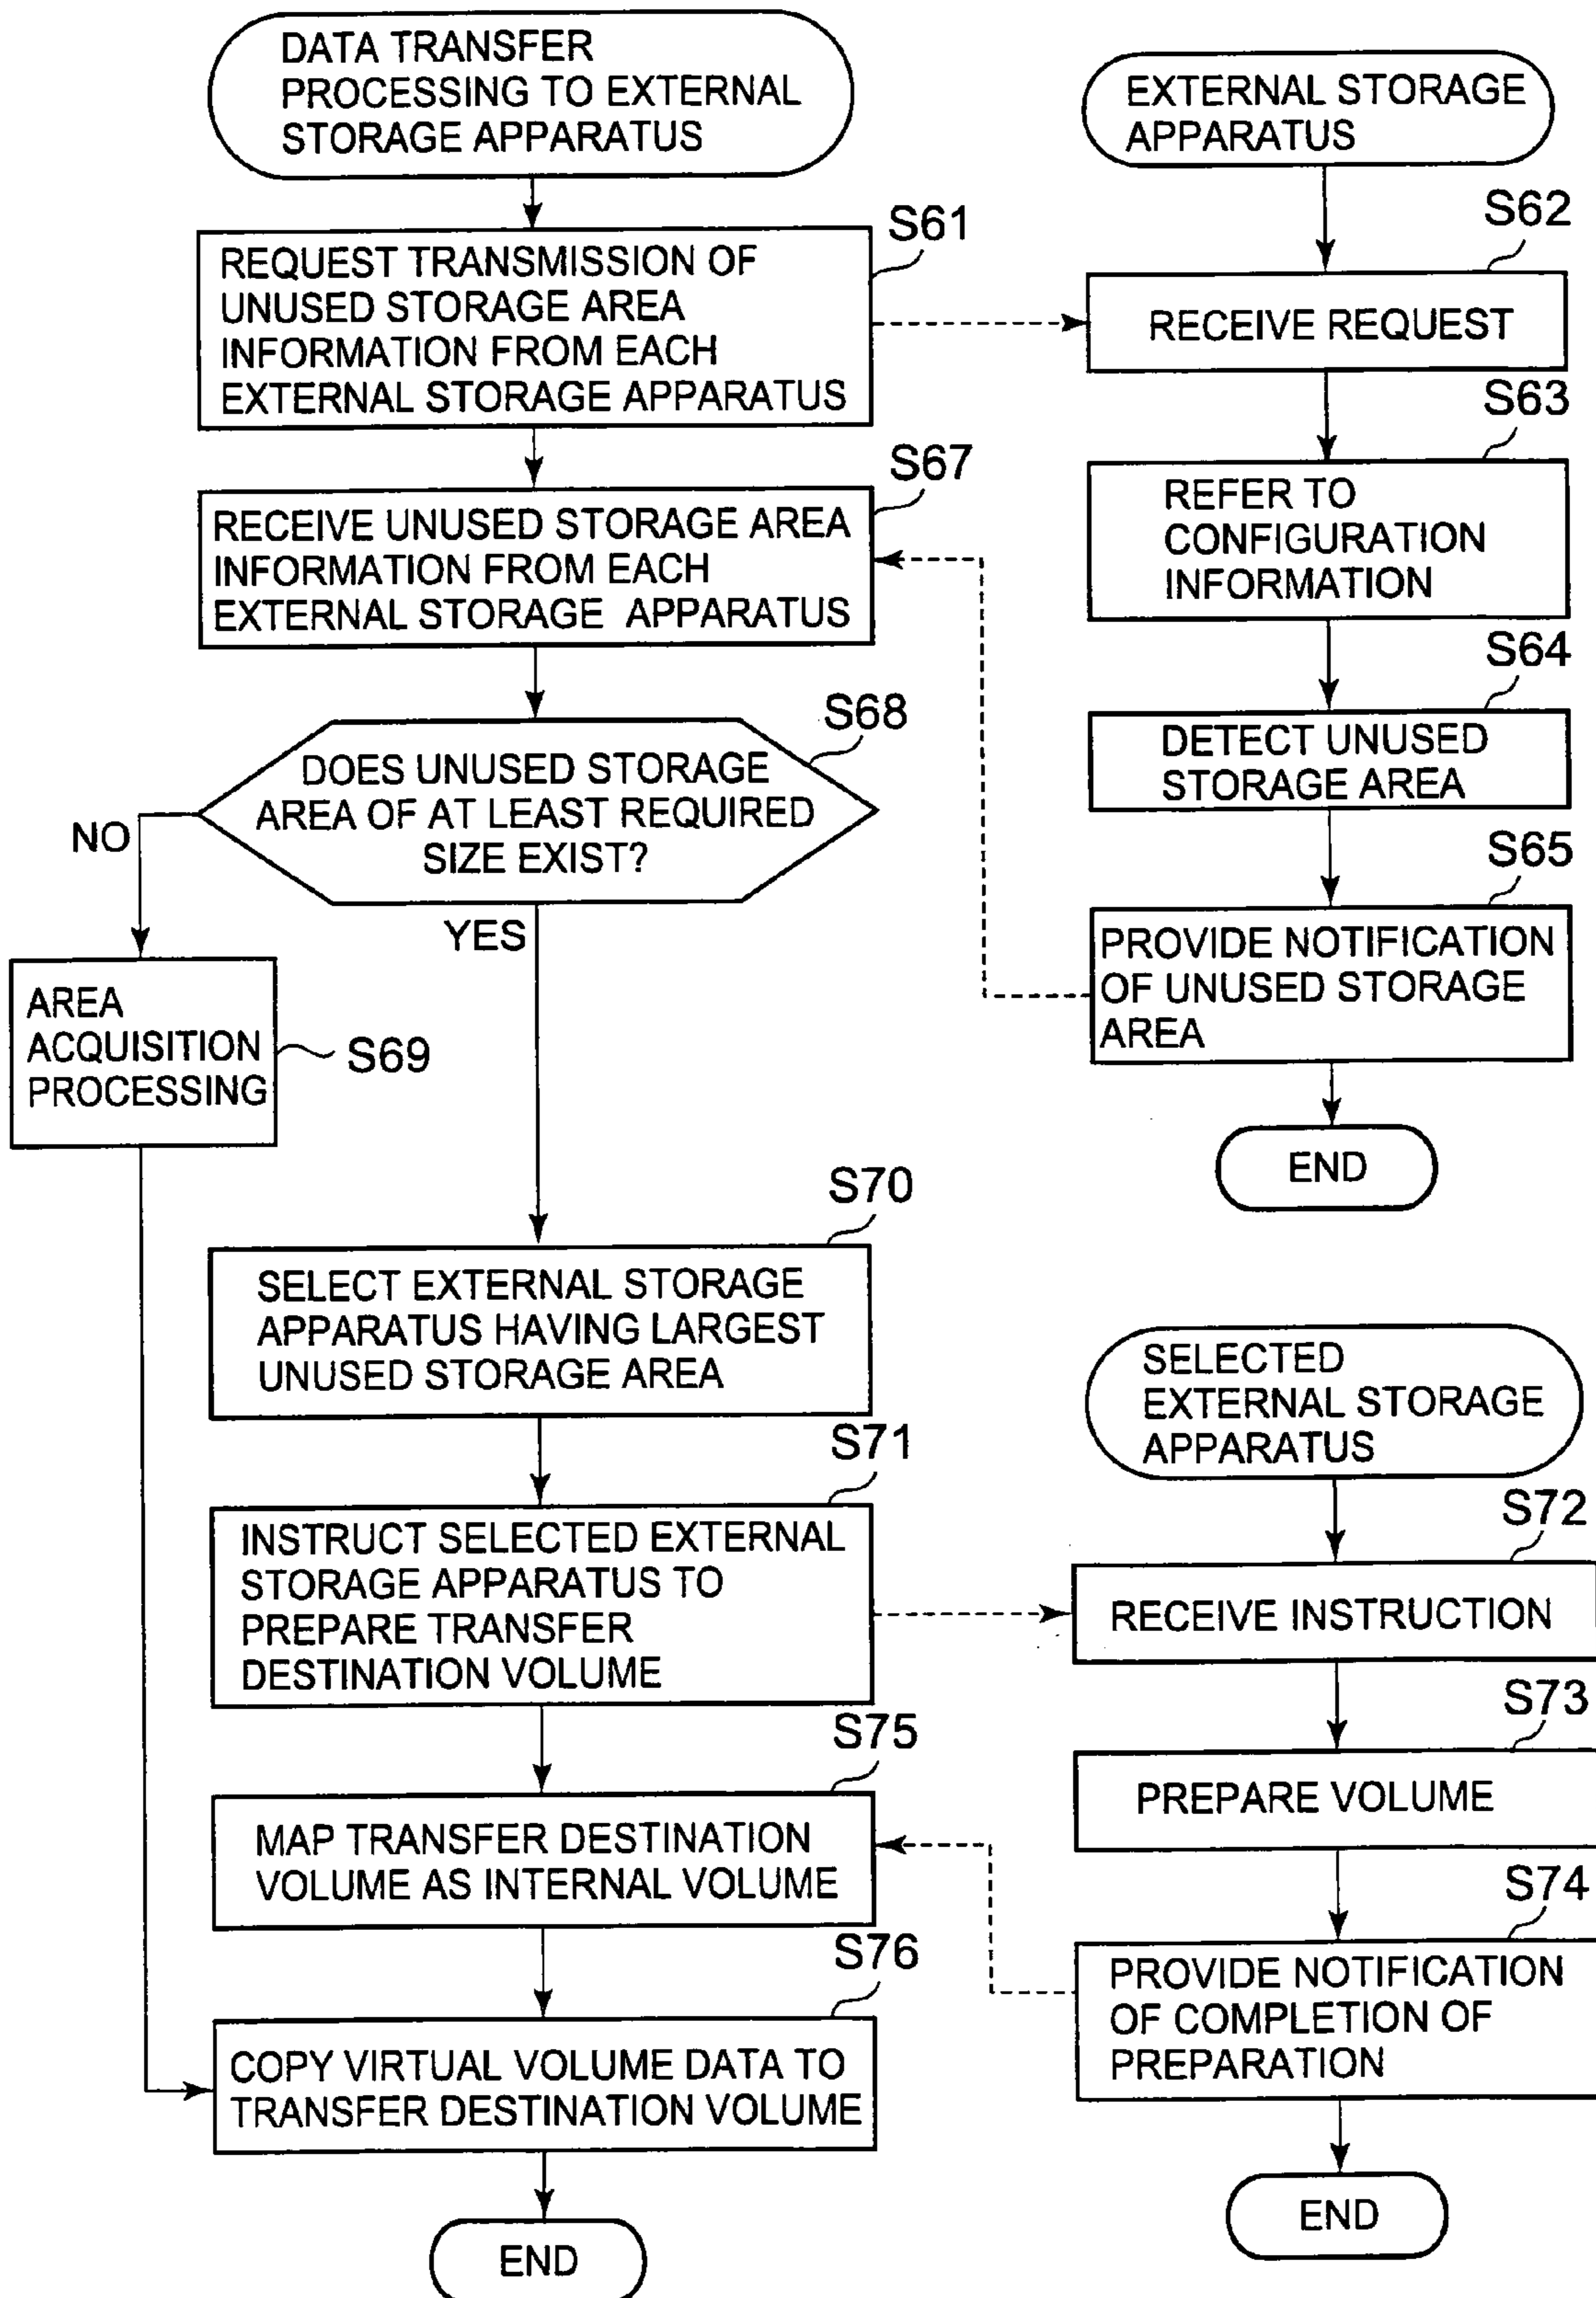 DATA TRANSFER
PROCESSING TO EXTERNAL
STORAGE APPARATUS
S61
REQUEST TRANSMISSION OF
UNUSED STORAGE AREA
INFORMATION FROM EACH
EXTERNAL STORAGE APPARATUS
S67
RECEIVE UNUSED STORAGE AREA
INFORMATION FROM EACH
EXTERNAL STORAGE APPARATUS
S68
DOES UNUSED STORAGE
AREA OF AT LEAST REQUIRED
SIZE EXIST?
NO
YES
AREA
ACQUISITION
PROCESSING
S69
S70
SELECT EXTERNAL STORAGE
APPARATUS HAVING LARGEST
UNUSED STORAGE AREA
S71
INSTRUCT SELECTED EXTERNAL
STORAGE APPARATUS TO
PREPARE TRANSFER
DESTINATION VOLUME
S75
MAP TRANSFER DESTINATION
VOLUME AS INTERNAL VOLUME
S76
COPY VIRTUAL VOLUME DATA TO
TRANSFER DESTINATION VOLUME
END
EXTERNAL STORAGE
APPARATUS
S62
RECEIVE REQUEST
S63
REFER TO
CONFIGURATION
INFORMATION
S64
DETECT UNUSED
STORAGE AREA
S65
PROVIDE NOTIFICATION
OF UNUSED STORAGE
AREA
END
SELECTED
EXTERNAL STORAGE
APPARATUS
S72
RECEIVE INSTRUCTION
S73
PREPARE VOLUME
S74
PROVIDE NOTIFICATION
OF COMPLETION OF
PREPARATION
END